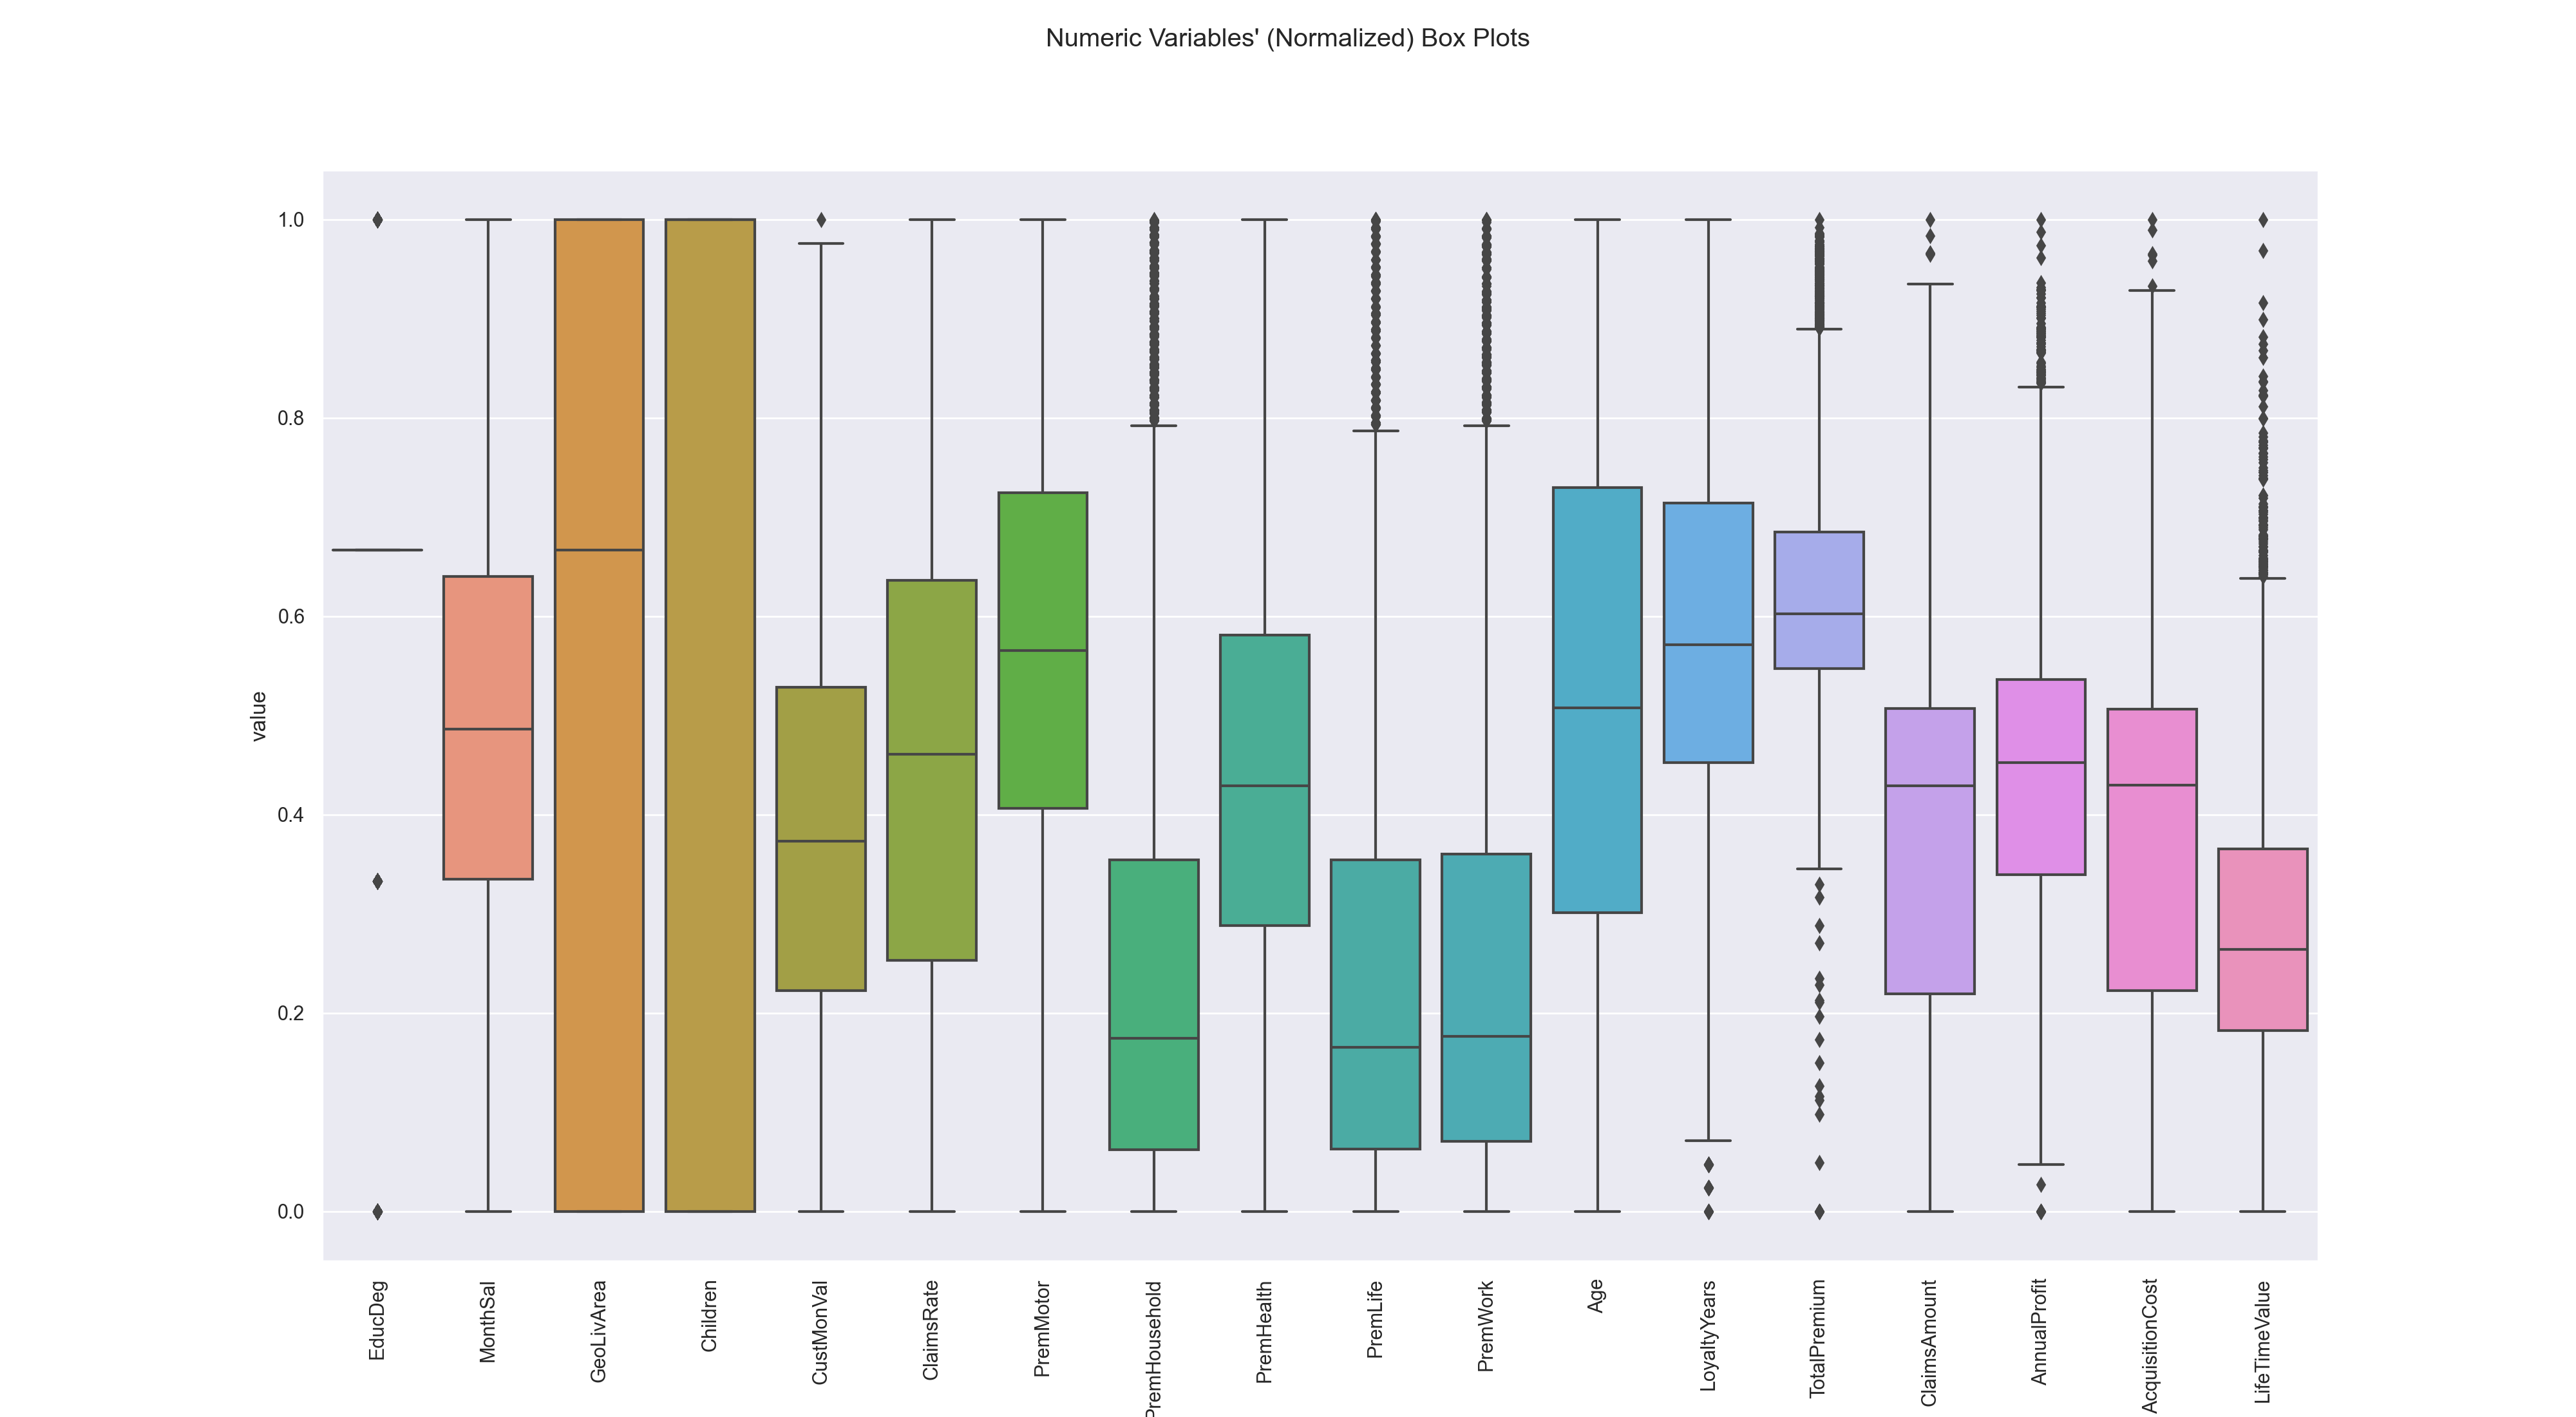 Numeric Variables' (Normalized) Box Plots
1.0
0.8
0.6
0.4
0.2
0.0
value
EducDeg
MonthSal
GeoLivArea
Children
CustMonVal
ClaimsRate
PremMotor
PremHousehold
PremHealth
PremLife
PremWork
Age
LoyaltyYears
TotalPremium
ClaimsAmount
AnnualProfit
AcquisitionCost
LifeTimeValue